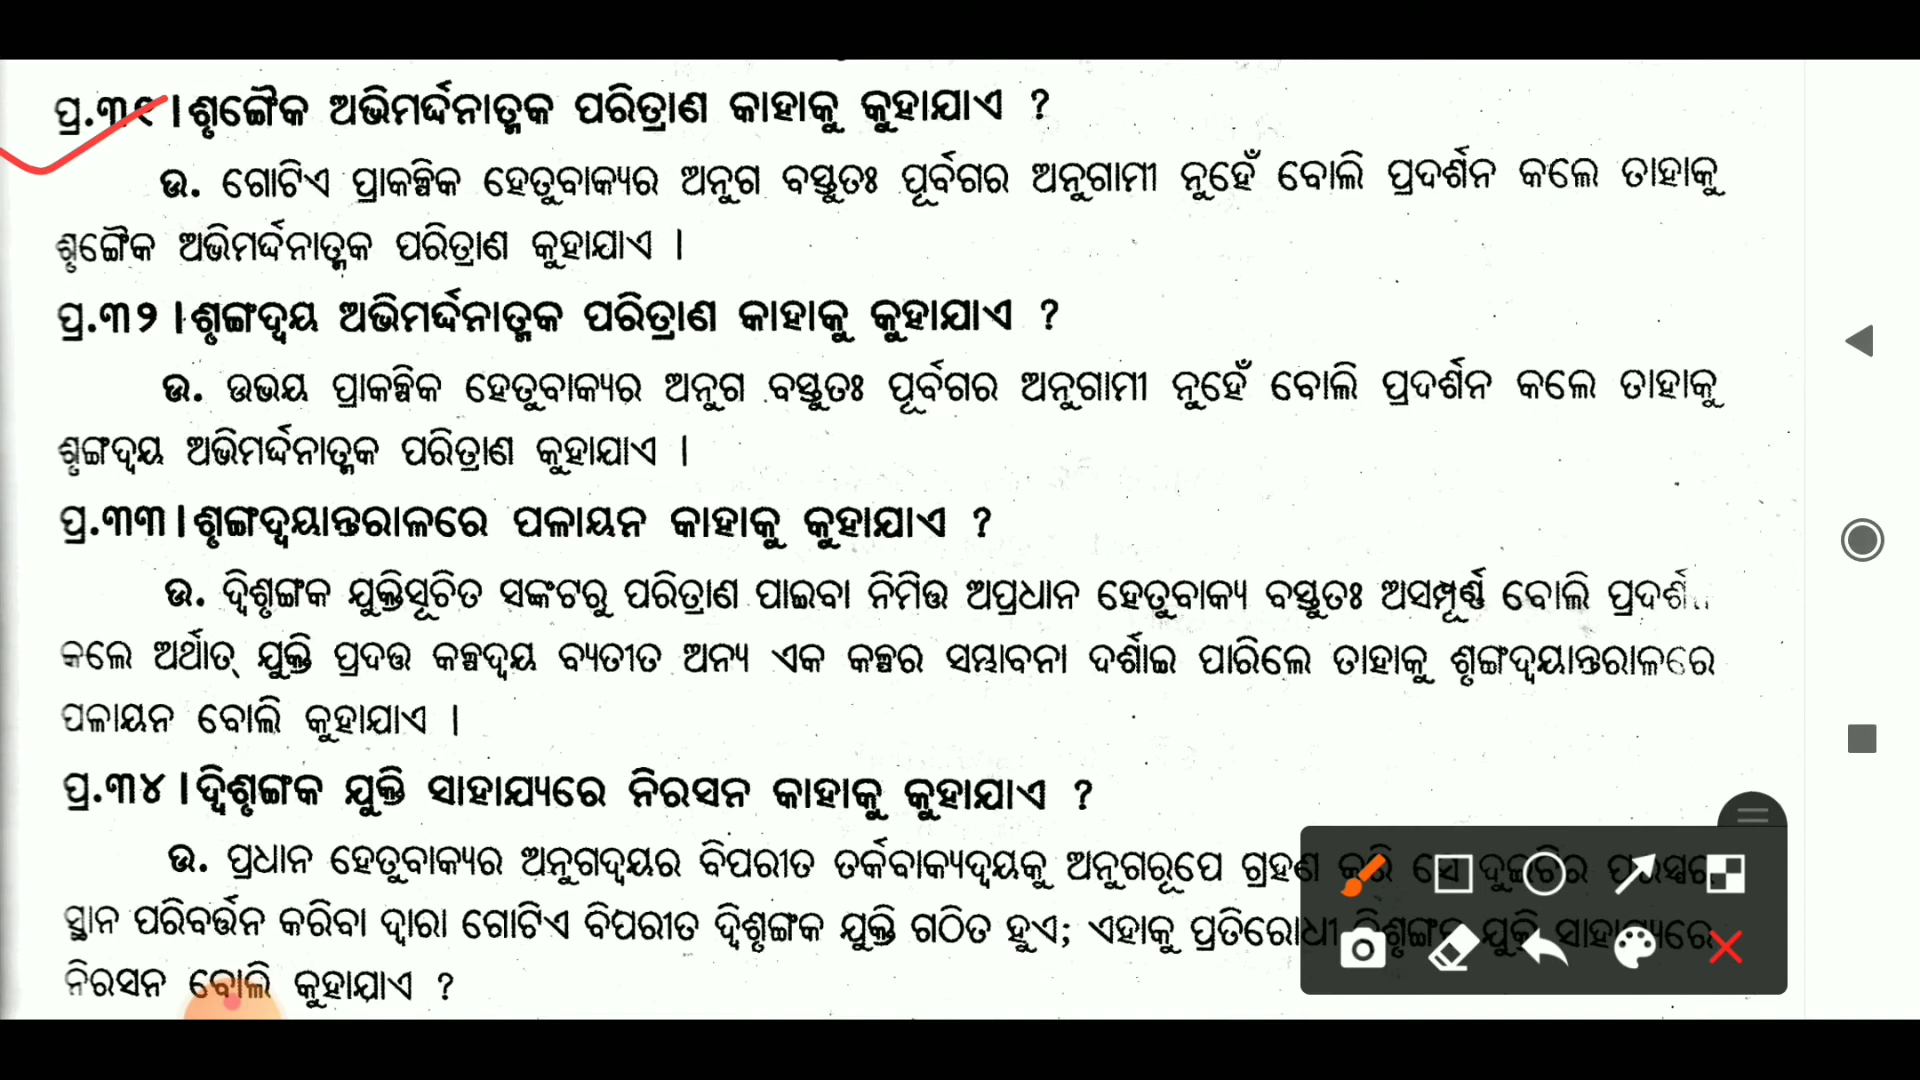 ପ୍ର.୩୧। ଶୃଙ୍ଗୈକ ଅଭିମର୍ଦ୍ଦନାତ୍ମକ ପରିତ୍ରାଣ କାହାକୁ କୁହାଯାଏ ?
ଉ. ଗୋଟିଏ ପ୍ରାକଳ୍ପିକ ହେତୁବାକ୍ୟର ଅନୁଗ ବସ୍ତୁତଃ ପୂର୍ବଗର ଅନୁଗାମୀ ନୁହେଁ ବୋଲି ପ୍ରଦର୍ଶନ କଲେ ତାହାକୁ
ଶୃଙ୍ଗୈକ ଅଭିମର୍ଦ୍ଦନାତ୍ମକ ପରିତ୍ରାଣ କୁହାଯାଏ ।
ପ୍ର.୩୨ । ଶୃଙ୍ଗଦ୍ୱୟ ଅଭିମର୍ଦ୍ଦନାତ୍ମକ ପରିତ୍ରାଣ କାହାକୁ କୁହାଯାଏ ?
ଉ. ଉଭୟ ପ୍ରାକଳ୍ପିକ ହେତୁବାକ୍ୟର ଅନୁଗ ବସ୍ତୁତଃ ପୂର୍ବଗର ଅନୁଗାମୀ ନୁହେଁ ବୋଲି ପ୍ରଦର୍ଶନ କଲେ ତାହାକୁ
ଶୃଙ୍ଗଦ୍ୱୟ ଅଭିମର୍ଦ୍ଦନାତ୍ମକ ପରିତ୍ରାଣ କୁହାଯାଏ ।
ପ୍ର.୩୩। ଶୃଙ୍ଗଦ୍ୱୟାନ୍ତରାଳରେ ପଳାୟନ କାହାକୁ କୁହାଯାଏ ?
ଉ. ଦ୍ୱିଶୃଙ୍ଗକ ଯୁକ୍ତିସୂଚିତ ସଙ୍କଟରୁ ପରିତ୍ରାଣ ପାଇବା ନିମିତ୍ତ ଅପ୍ରଧାନ ହେତୁବାକ୍ୟ ବସ୍ତୁତଃ ଅସମ୍ପୂର୍ଣ୍ଣ ବୋଲି
କଲେ ଅର୍ଥାତ୍ ଯୁକ୍ତି ପ୍ରଦତ୍ତ କଳ୍ପଦ୍ୱୟ ବ୍ୟତୀତ ଅନ୍ୟ ଏକ କଳ୍ପର ସମ୍ଭାବନା ଦର୍ଶାଇ ପାରିଲେ ତାହାକୁ ଶୃଙ୍ଗଦ୍ୱୟାନ୍ତରାଳରେ
ପଳାୟନ ବୋଲି କୁହାଯାଏ ।
ପ୍ର.୩୪ । ଦ୍ୱିଶୃଙ୍ଗକ ଯୁକ୍ତି ସାହାଯ୍ୟରେ ନିରସନ କାହାକୁ କୁହାଯାଏ ?
ଉ. ପ୍ରଧାନ ହେତୁବାକ୍ୟର ଅନୁଗଦ୍ୱୟର ବିପରୀତ ତର୍କବାକ୍ୟଦ୍ୱୟକୁ ଅନୁଗରୂପେ ଗ୍ରହଣ
ସ୍ଥାନ ପରିବର୍ତ୍ତନ କରିବା ଦ୍ୱାରା ଗୋଟିଏ ବିପରୀତ ଦ୍ୱିଶୃଙ୍ଗକ ଯୁକ୍ତି ଗଠିତ ହୁଏ; ଏହାକୁ ପ୍ରତିରୋଧୀ
ନିରସନ ବୋଲି କୁହାଯାଏ ?